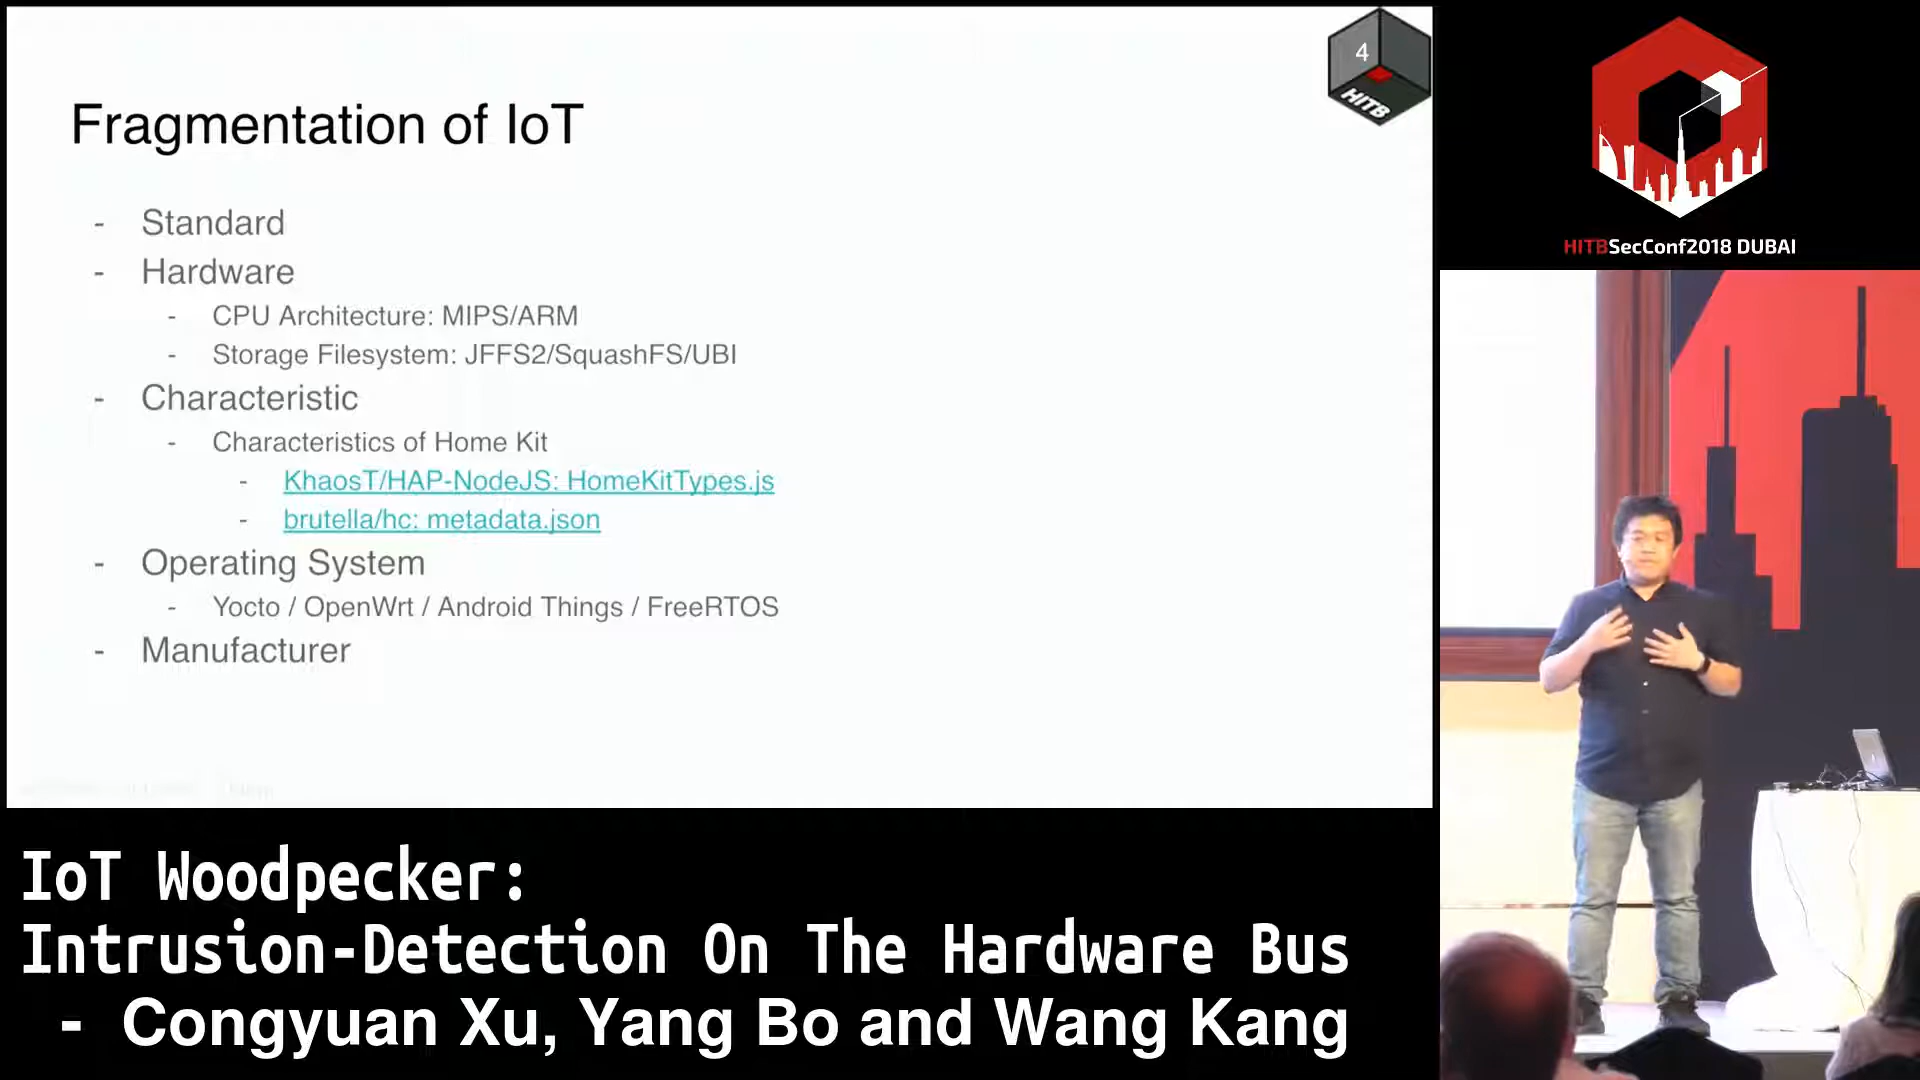 4
HITB
Fragmentation of IoT
- Standard
- Hardware
- CPU Architecture: MIPS/ARM
- Storage Filesystem: JFFS2/SquashFS/UBI
- Characteristic
- Characteristics of Home Kit
- KhaosT/HAP-NodeJS: HomeKitTypes.js
- brutella/hc: metadata.json
- Operating System
- Yocto / OpenWrt / Android Things / FreeRTOS
- Manufacturer
HITBSecConf2018 DUBAI
IoT Woodpecker:
Intrusion-Detection On The Hardware Bus
- Congyuan Xu, Yang Bo and Wang Kang